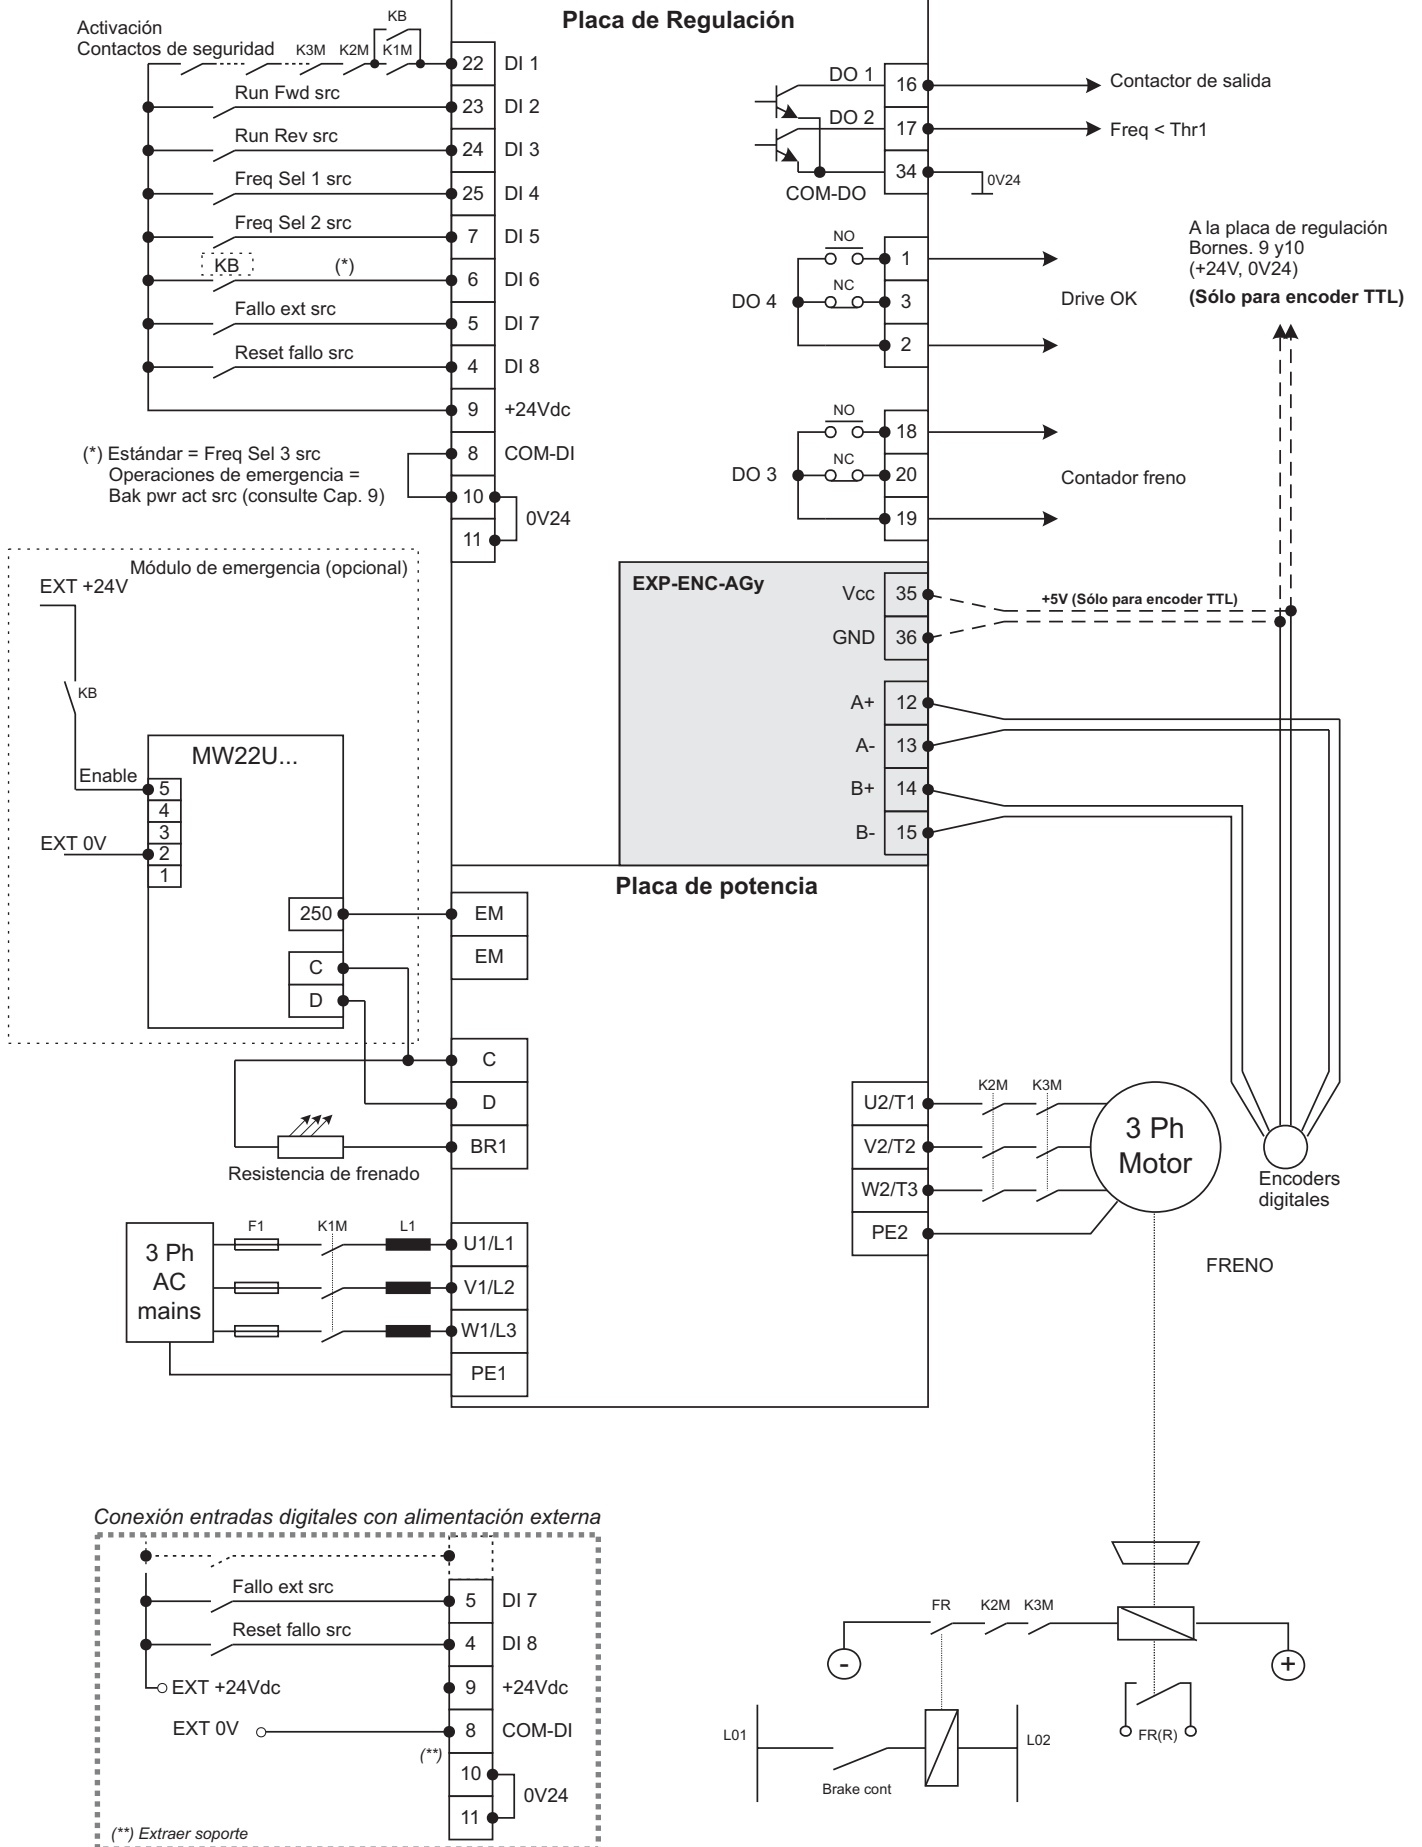 Placa de Regulación
Activación
Contactos de seguridad
K3M K2M K1M
KB
22 DI 1
Run Fwd src
23 DI 2
Run Rev src
24 DI 3
Freq Sel 1 src
25 DI 4
Freq Sel 2 src
7 DI 5
KB (*)
6 DI 6
Fallo ext src
5 DI 7
Reset fallo src
4 DI 8
9 +24Vdc
8 COM-DI
10
11
0V24
(*) Estándar = Freq Sel 3 src
Operaciones de emergencia =
Bak pwr act src (consulte Cap. 9)
DO 1 16 Contactor de salida
DO 2 17 Freq < Thr1
34 0V24
COM-DO
NO 1
NC 3
DO 4
2
Drive OK
NO 18
NC 20
DO 3
19
Contador freno
A la placa de regulación
Bornes. 9 y10
(+24V, 0V24)
(Sólo para encoder TTL)
EXP-ENC-AGy
Vcc 35
+5V (Sólo para encoder TTL)
GND 36
A+ 12
A- 13
B+ 14
B- 15
Módulo de emergencia (opcional)
EXT +24V
KB
MW22U...
Enable
5
4
3
2
1
EXT 0V
250
C
D
Placa de potencia
EM
EM
C
D
BR1
Resistencia de frenado
3 Ph
AC
mains
F1 K1M L1
U1/L1
V1/L2
W1/L3
PE1
U2/T1
V2/T2
W2/T3
PE2
K2M K3M
3 Ph
Motor
Encoders
digitales
FRENO
Conexión entradas digitales con alimentación externa
Fallo ext src
5 DI 7
Reset fallo src
4 DI 8
EXT +24Vdc
9 +24Vdc
EXT 0V
8 COM-DI
(**)
10
11
0V24
(**) Extraer soporte
FR K2M K3M
-
+
FR(R)
L01
L02
Brake cont